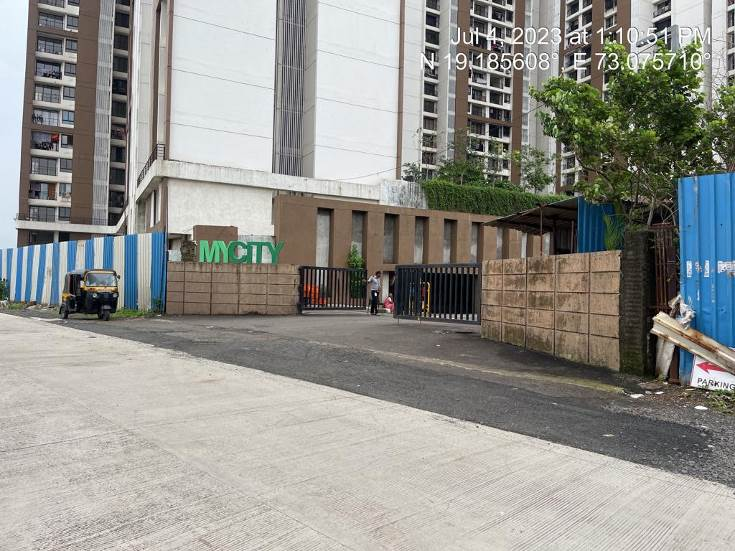 Jul 4, 2023 at 1:10:51 PM
N 19.185608°, E 73.075710°
MYCITY
PARKING